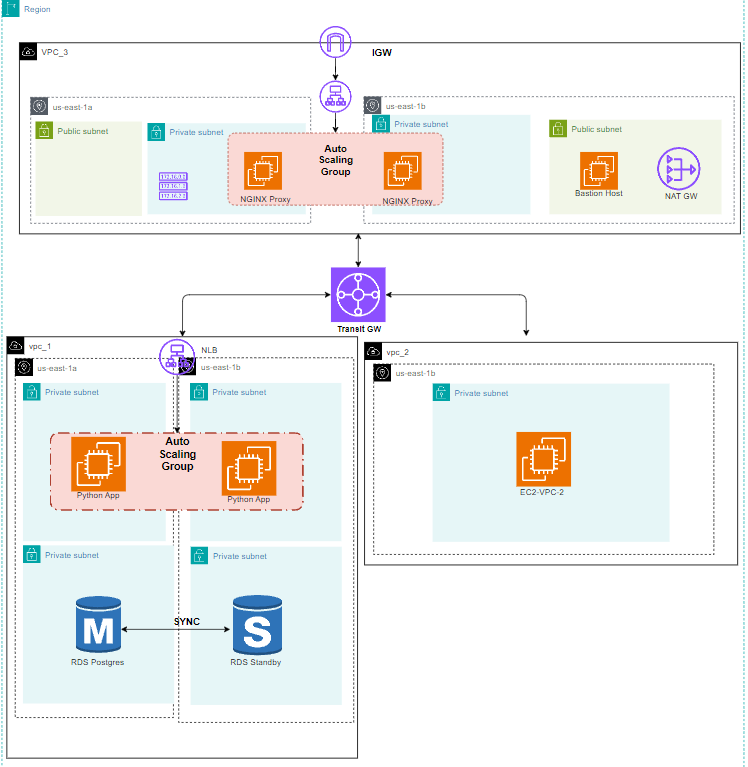 Region
VPC_3
IGW
us-east-1a
us-east-1b
Public subnet
Private subnet
Private subnet
Public subnet
Auto
Scaling
Group
172.16.0.0
172.16.1.0
172.16.2.0
NGINX Proxy
NGINX Proxy
Bastion Host
NAT GW
Transit GW
vpc_1
NLB
us-east-1a
us-east-1b
Private subnet
Private subnet
Auto
Scaling
Group
Python App
Python App
Private subnet
Private subnet
M
S
SYNC
RDS Postgres
RDS Standby
vpc_2
us-east-1b
Private subnet
EC2-VPC-2